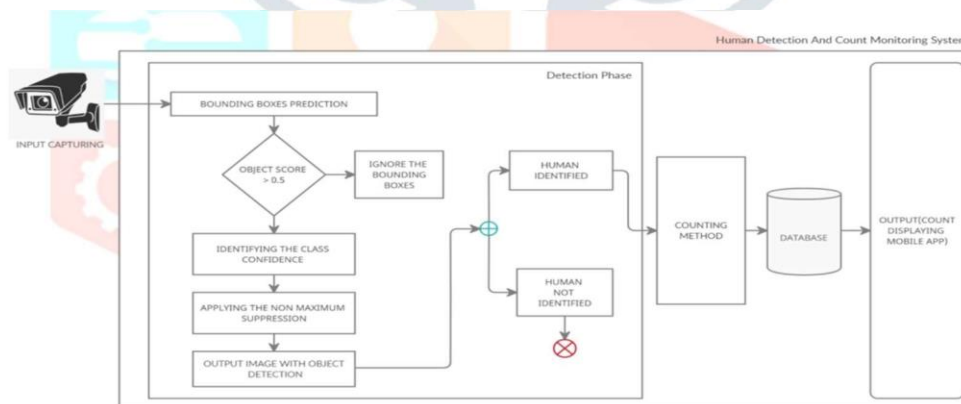 Human Detection And Count Monitoring System
Detection Phase
INPUT CAPTURING
BOUNDING BOXES PREDICTION
OBJECT SCORE
> 0.5
IGNORE THE
BOUNDING
BOXES
IDENTIFYING THE CLASS
CONFIDENCE
APPLYING THE NON MAXIMUM
SUPPRESSION
OUTPUT IMAGE WITH OBJECT
DETECTION
HUMAN
IDENTIFIED
HUMAN
NOT
IDENTIFIED
COUNTING
METHOD
DATABASE
OUTPUT(COUNT
DISPLAYING
MOBILE APP)